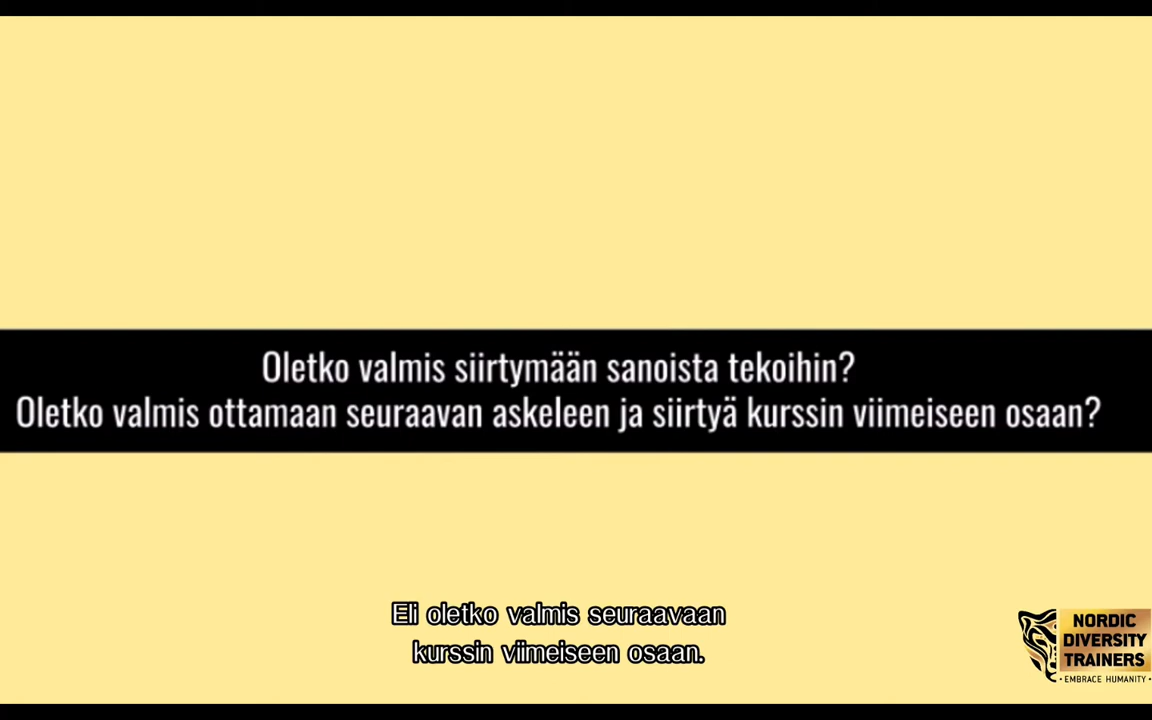 Oletko valmis siirtymään sanoista tekoihin?
Oletko valmis ottamaan seuraavan askeleen ja siirtyä kurssin viimeiseen osaan?
Eli oletko valmis seuraavaan
kurssin viimeiseen osaan.
NORDIC
DIVERSITY
TRAINERS
• EMBRACE HUMANITY •